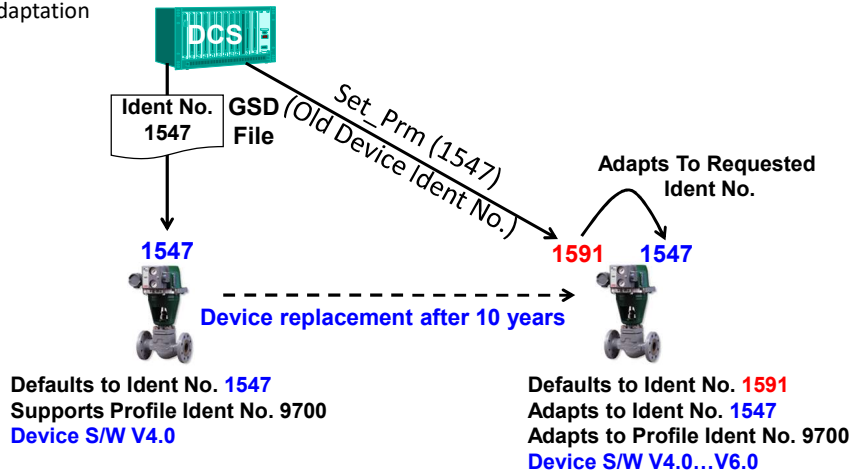 daptation
DCS
Ident No.
1547
GSD
File
Set_Prm (1547)
(Old Device Ident No.)
Adapts To Requested
Ident No.
1547
1591
1547
Device replacement after 10 years
Defaults to Ident No. 1547
Supports Profile Ident No. 9700
Device S/W V4.0
Defaults to Ident No. 1591
Adapts to Ident No. 1547
Adapts to Profile Ident No. 9700
Device S/W V4.0…V6.0